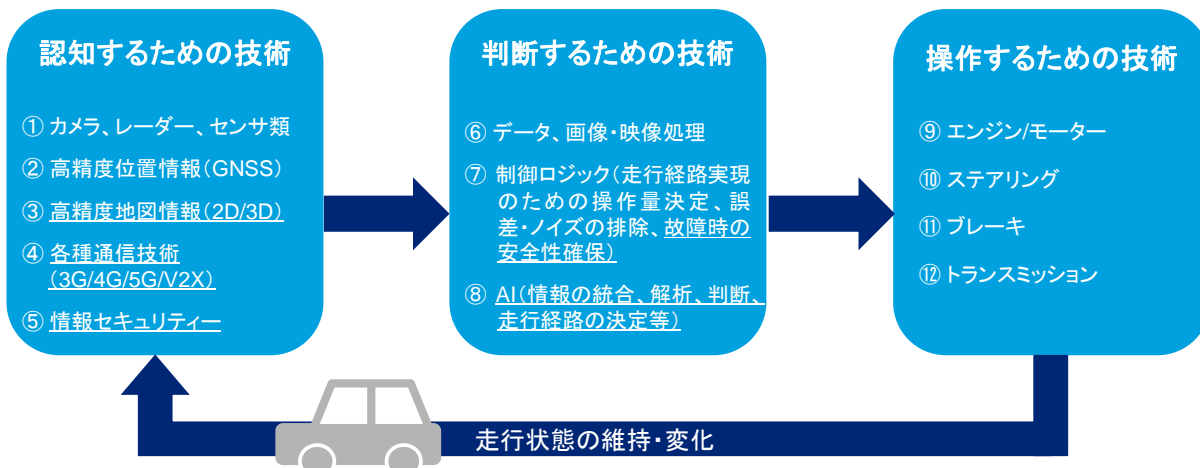 認知するための技術
① カメラ、レーダー、センサ類
② 高精度位置情報(GNSS)
③ 高精度地図情報(2D/3D)
④ 各種通信技術
(3G/4G/5G/V2X)
⑤ 情報セキュリティー
判断するための技術
⑥ データ、画像・映像処理
⑦ 制御ロジック(走行経路実現
のための操作量決定、誤
差・ノイズの排除、故障時の
安全性確保)
⑧ AI(情報の統合、解析、判断、
走行経路の決定等)
操作するための技術
⑨ エンジン/モーター
⑩ ステアリング
⑪ ブレーキ
⑫ トランスミッション
走行状態の維持・変化